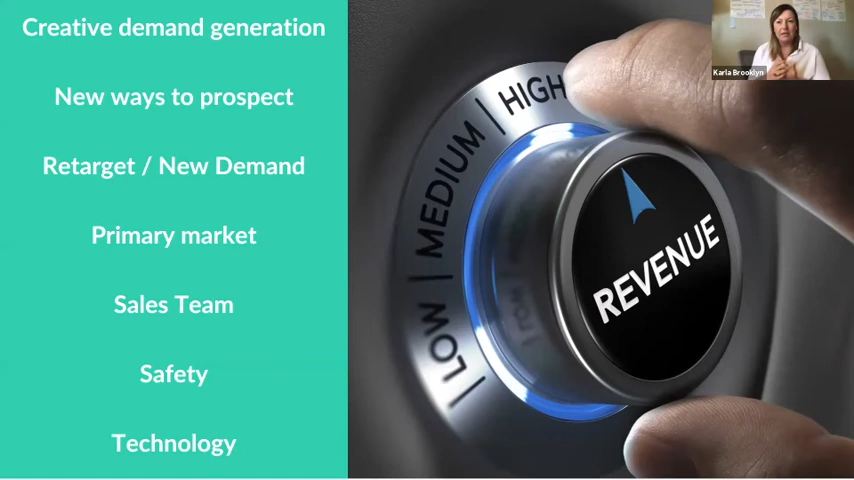 Creative demand generation
New ways to prospect
Retarget / New Demand
Primary market
Sales Team
Safety
Technology
LOW | MEDIUM | HIGH
REVENUE
Karla Brooklyn